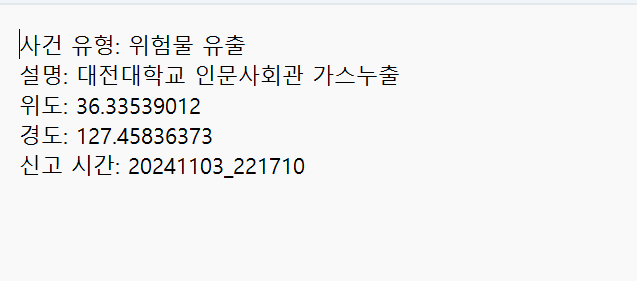 사건 유형: 위험물 유출
설명: 대전대학교 인문사회관 가스누출
위도: 36.33539012
경도: 127.45836373
신고 시간: 20241103_221710